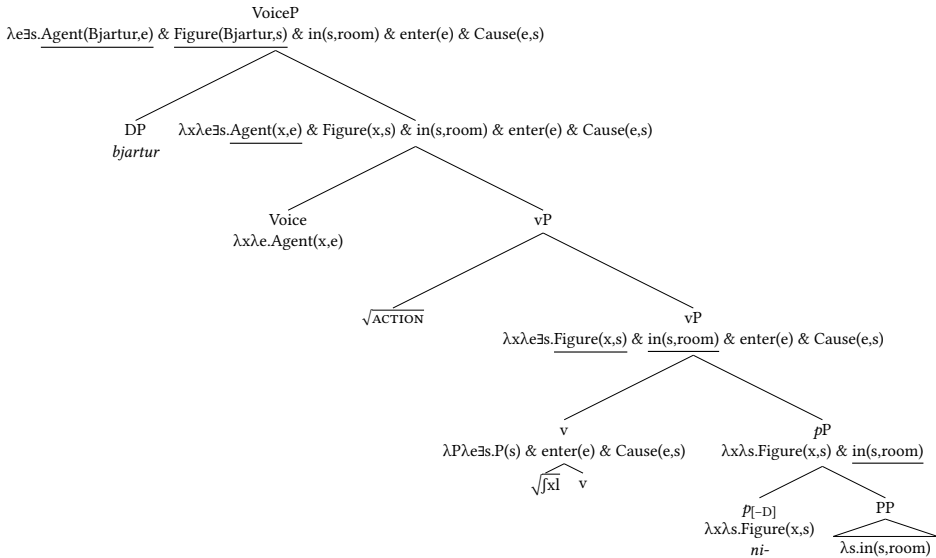 VoiceP
λe∃s.Agent(Bjartur,e) & Figure(Bjartur,s) & in(s,room) & enter(e) & Cause(e,s)
DP λxλe∃s.Agent(x,e) & Figure(x,s) & in(s,room) & enter(e) & Cause(e,s)
bjartur
Voice vP
λxλe.Agent(x,e)
√ACTION vP
λxλe∃s.Figure(x,s) & in(s,room) & enter(e) & Cause(e,s)
v pP
λPλe∃s.P(s) & enter(e) & Cause(e,s) λxλs.Figure(x,s) & in(s,room)
√ʃxl v
p[–D] PP
λxλs.Figure(x,s)
ni- λs.in(s,room)